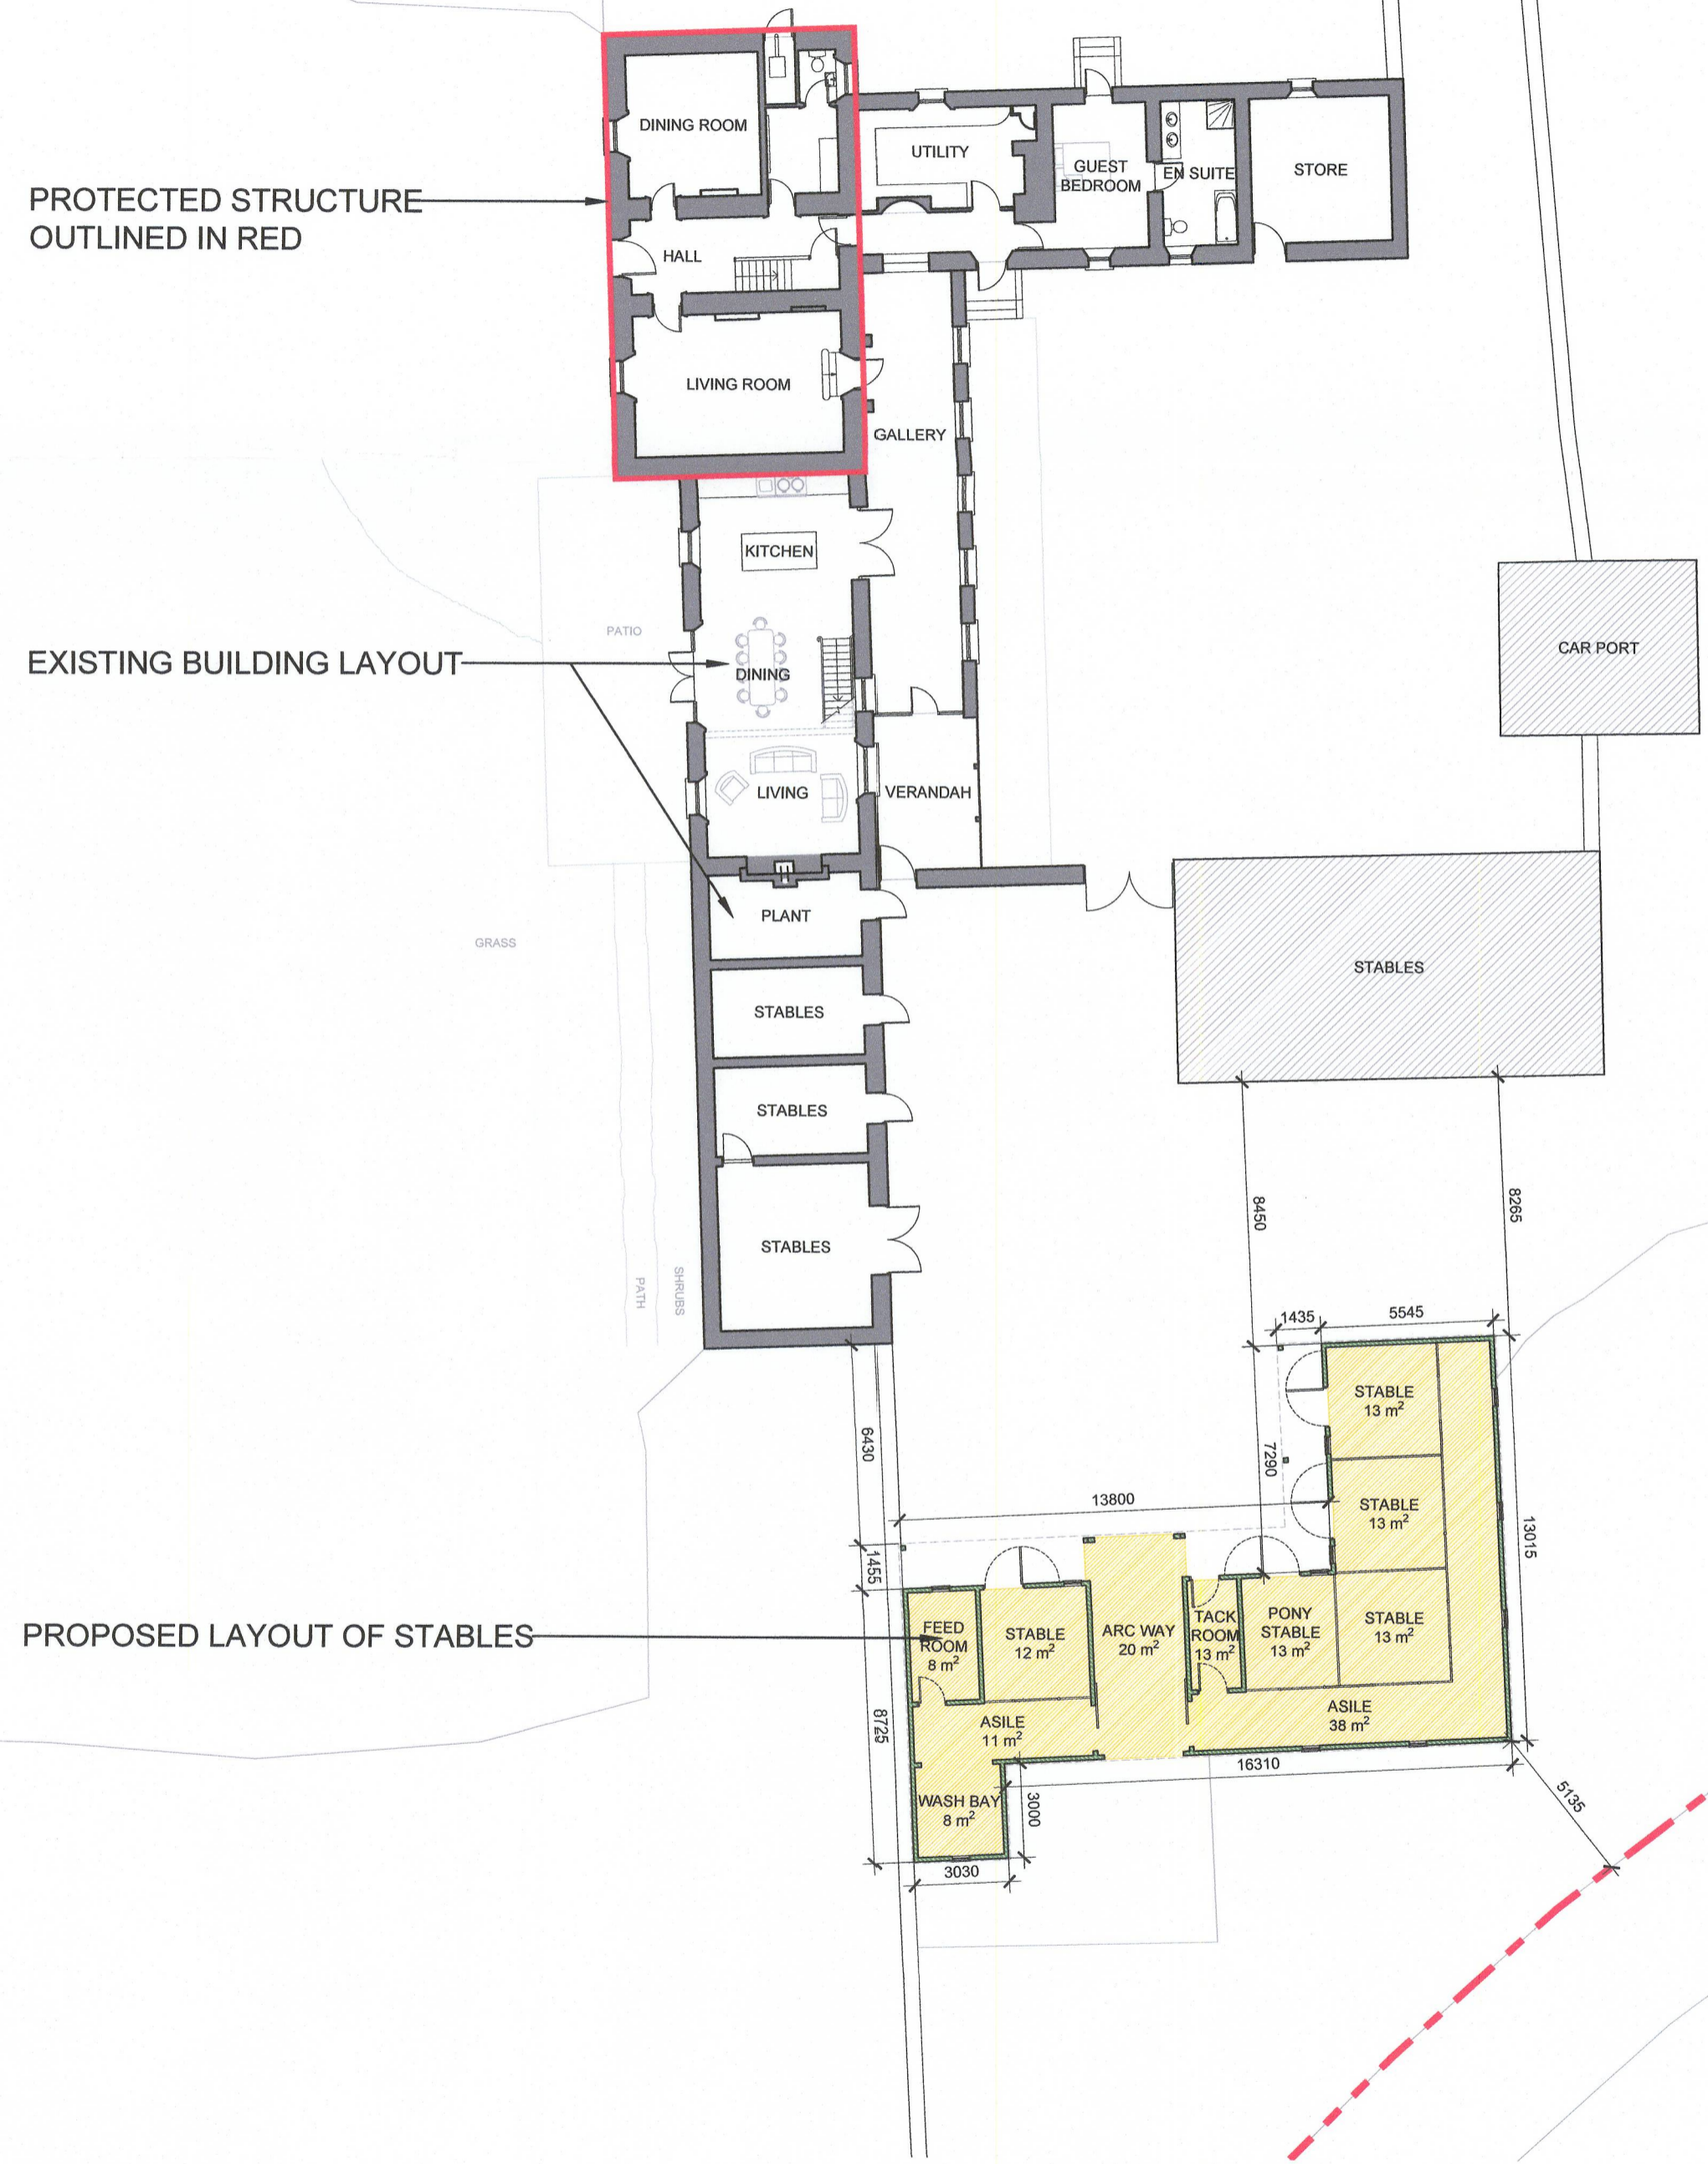 DINING ROOM
PROTECTED STRUCTURE
OUTLINED IN RED
UTILITY
GUEST
BEDROOM
EN SUITE
STORE
HALL
LIVING ROOM
GALLERY
KITCHEN
PATIO
EXISTING BUILDING LAYOUT
DINING
CAR PORT
LIVING
VERANDAH
PLANT
GRASS
STABLES
STABLES
STABLES
STABLES
PATH
SHRUBS
8450
8265
1435
5545
STABLE
13 m²
6430
7290
13800
STABLE
13 m²
13015
1455
PROPOSED LAYOUT OF STABLES
FEED
ROOM
8 m²
STABLE
12 m²
ARC WAY
20 m²
TACK
ROOM
13 m²
PONY
STABLE
13 m²
STABLE
13 m²
8725
ASILE
11 m²
ASILE
38 m²
16310
WASH BAY
8 m²
3000
5135
3030